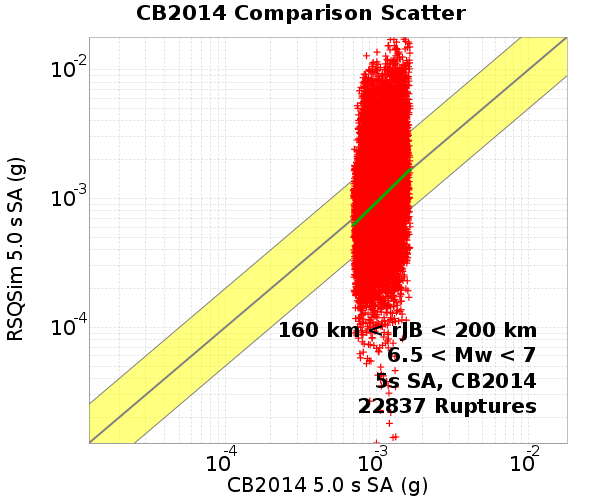 CB2014 Comparison Scatter
RSQSim 5.0 s SA (g)
10-2
10-3
10-4
160 km < rJB < 200 km
6.5 < Mw < 7
5s SA, CB2014
22837 Ruptures
10-4
10-3
10-2
CB2014 5.0 s SA (g)